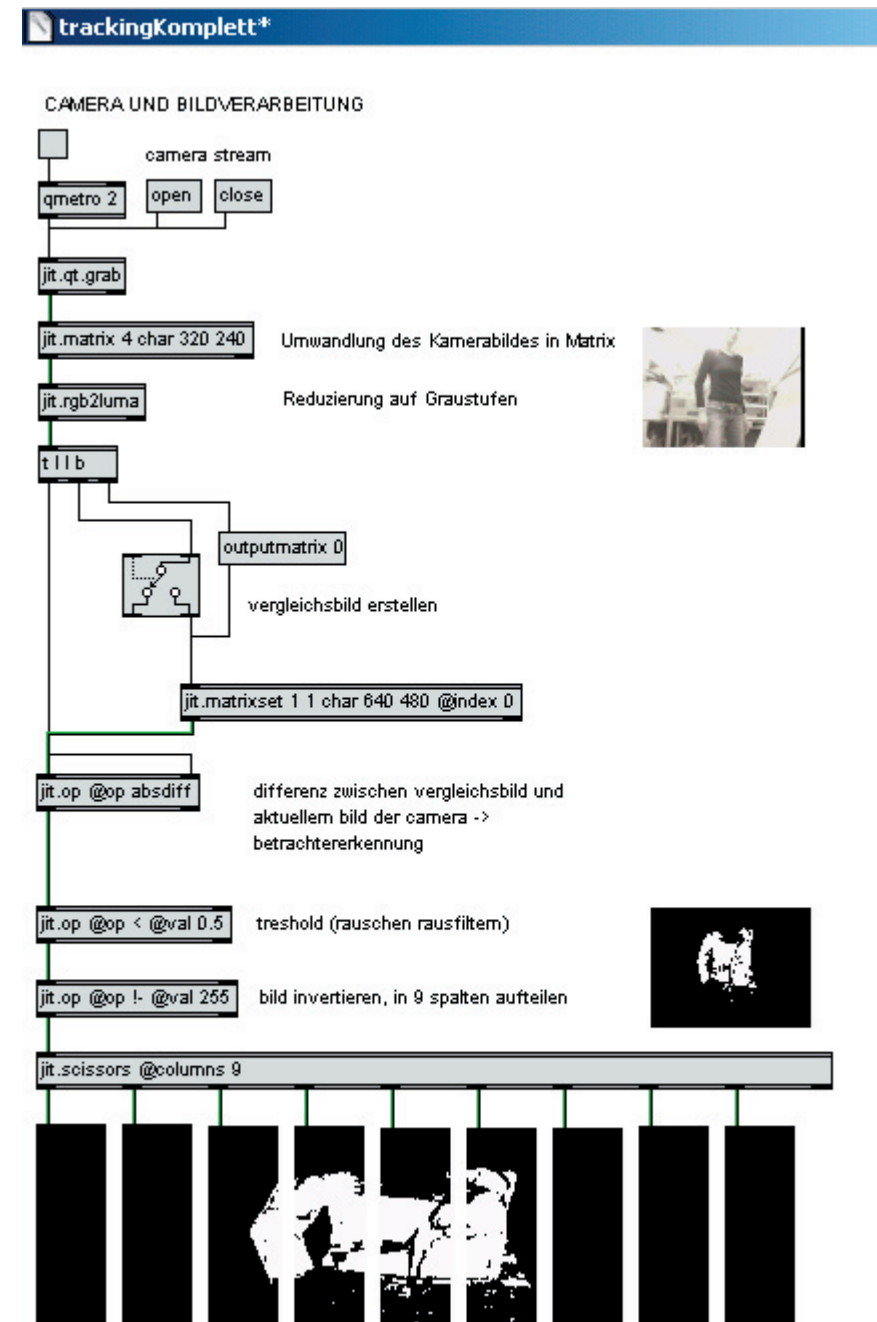 trackingKomplett*
CAMERA UND BILDVERARBEITUNG
camera stream
qmetro 2
open
close
jit.qt.grab
jit.matrix 4 char 320 240
Umwandlung des Kamerabildes in Matrix
jit.rgb2luma
Reduzierung auf Graustufen
t l l b
outputmatrix 0
vergleichsbild erstellen
jit.matrixset 1 1 char 640 480 @index 0
jit.op @op absdiff
differenz zwischen vergleichsbild und
aktuellem bild der camera ->
betrachtererkennung
jit.op @op < @val 0.5
treshold (rauschen rausfiltern)
jit.op @op !- @val 255
bild invertieren, in 9 spalten aufteilen
jit.scissors @columns 9